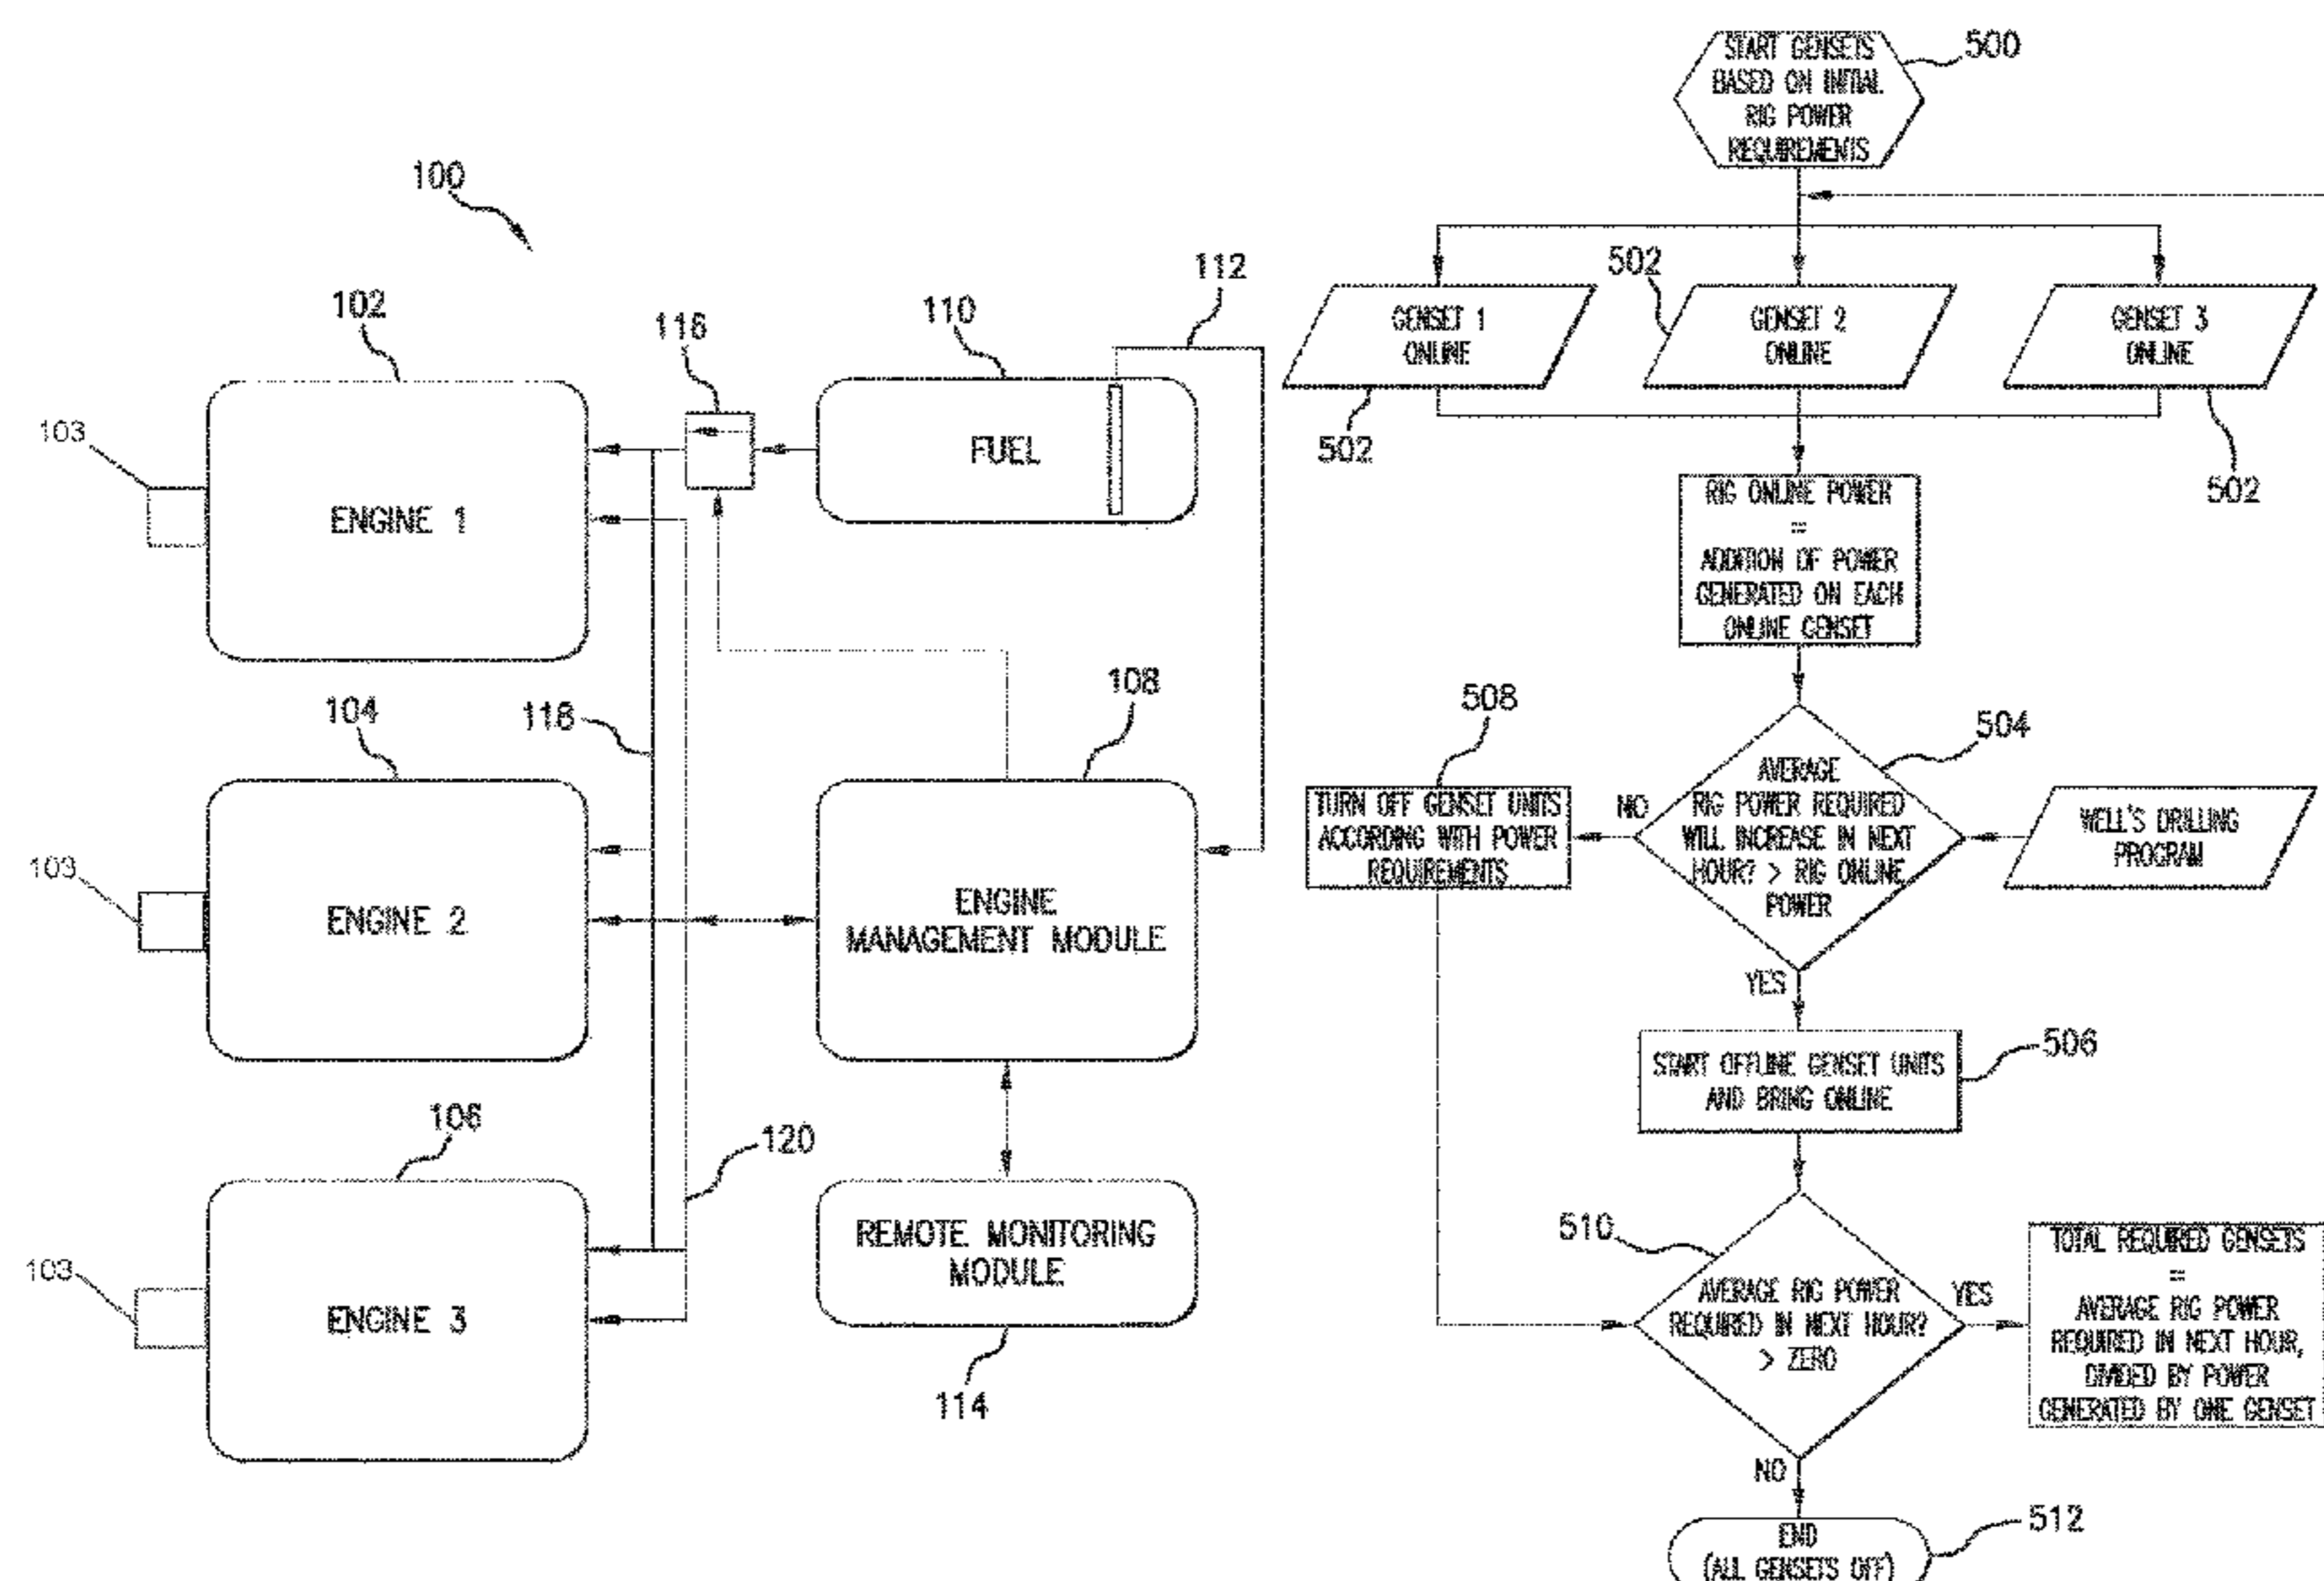 100
102
103
ENGINE 1
116
110
FUEL
112
104
103
ENGINE 2
118
108
ENGINE
MANAGEMENT MODULE
106
103
ENGINE 3
120
REMOTE MONITORING
MODULE
114
START GENSETS
BASED ON INITIAL
RIG POWER
REQUIREMENTS
500
502
GENSET 1
ONLINE
502
GENSET 2
ONLINE
GENSET 3
ONLINE
502
RIG ONLINE POWER
=
ADDITION OF POWER
GENERATED ON EACH
ONLINE GENSET
508
TURN OFF GENSET UNITS
ACCORDING WITH POWER
REQUIREMENTS
NO
504
AVERAGE
RIG POWER REQUIRED
WILL INCREASE IN NEXT
HOUR? > RIG ONLINE
POWER
WELL'S DRILLING
PROGRAM
YES
START OFFLINE GENSET UNITS
AND BRING ONLINE
506
510
AVERAGE RIG POWER
REQUIRED IN NEXT HOUR?
> ZERO
YES
TOTAL REQUIRED GENSETS
=
AVERAGE RIG POWER
REQUIRED IN NEXT HOUR,
DIVIDED BY POWER
GENERATED BY ONE GENSET
NO
END
(ALL GENSETS OFF)
512